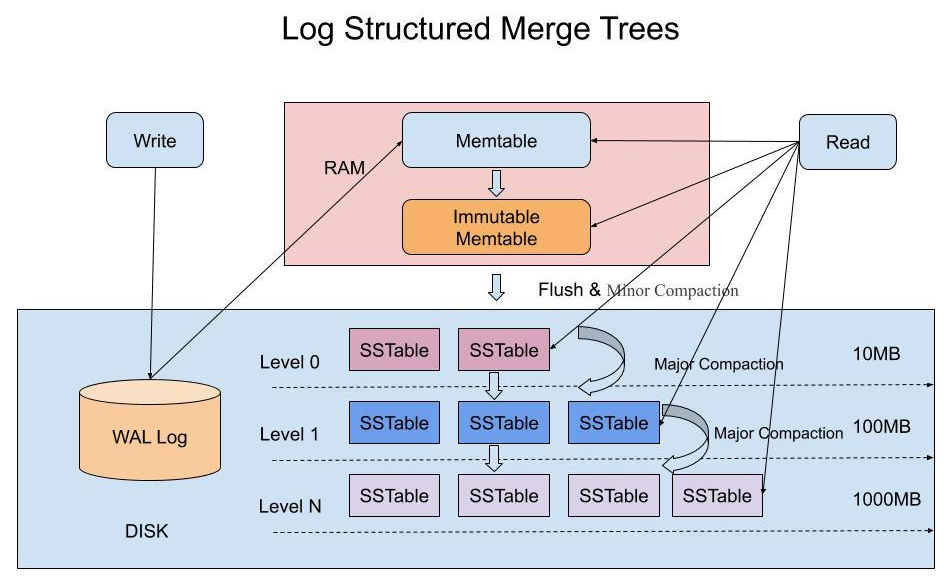 Log Structured Merge Trees
Write
Memtable
Read
RAM
Immutable
Memtable
Flush & Minor Compaction
Level 0
SSTable
SSTable
Major Compaction
10MB
Level 1
SSTable
SSTable
SSTable
Major Compaction
100MB
WAL Log
Level N
SSTable
SSTable
SSTable
SSTable
1000MB
DISK